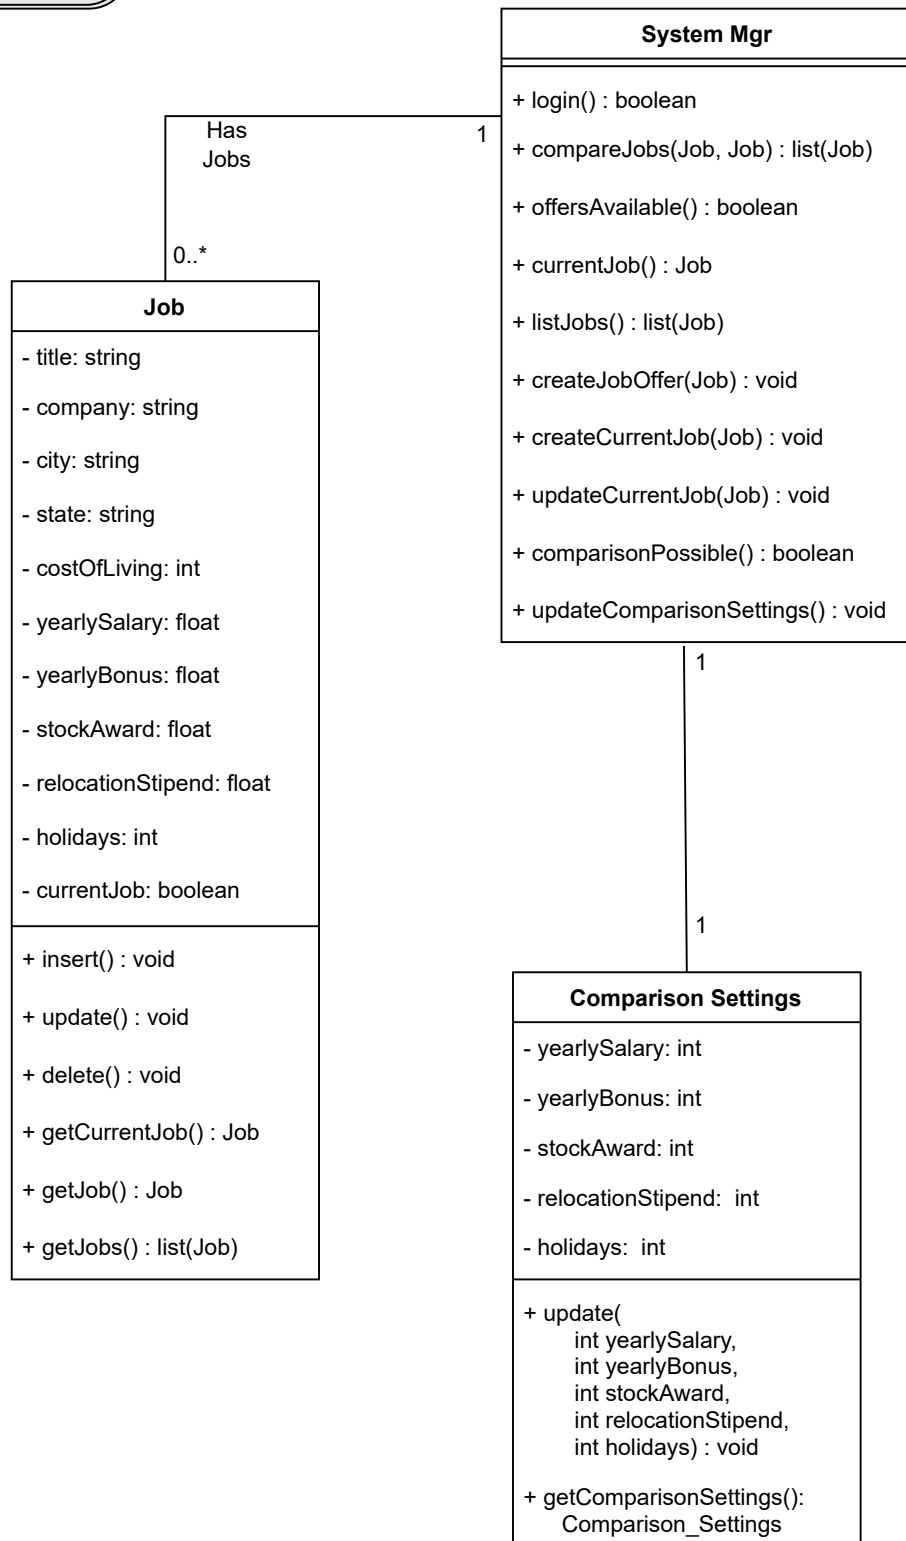 System Mgr
+ login() : boolean
+ compareJobs(Job, Job) : list(Job)
+ offersAvailable() : boolean
+ currentJob() : Job
+ listJobs() : list(Job)
+ createJobOffer(Job) : void
+ createCurrentJob(Job) : void
+ updateCurrentJob(Job) : void
+ comparisonPossible() : boolean
+ updateComparisonSettings() : void
Has
Jobs
1
0..*
Job
- title: string
- company: string
- city: string
- state: string
- costOfLiving: int
- yearlySalary: float
- yearlyBonus: float
- stockAward: float
- relocationStipend: float
- holidays: int
- currentJob: boolean
+ insert() : void
+ update() : void
+ delete() : void
+ getCurrentJob() : Job
+ getJob() : Job
+ getJobs() : list(Job)
1
1
Comparison Settings
- yearlySalary: int
- yearlyBonus: int
- stockAward: int
- relocationStipend:  int
- holidays:  int
+ update(
int yearlySalary,
int yearlyBonus,
int stockAward,
int relocationStipend,
int holidays) : void
+ getComparisonSettings():
Comparison_Settings